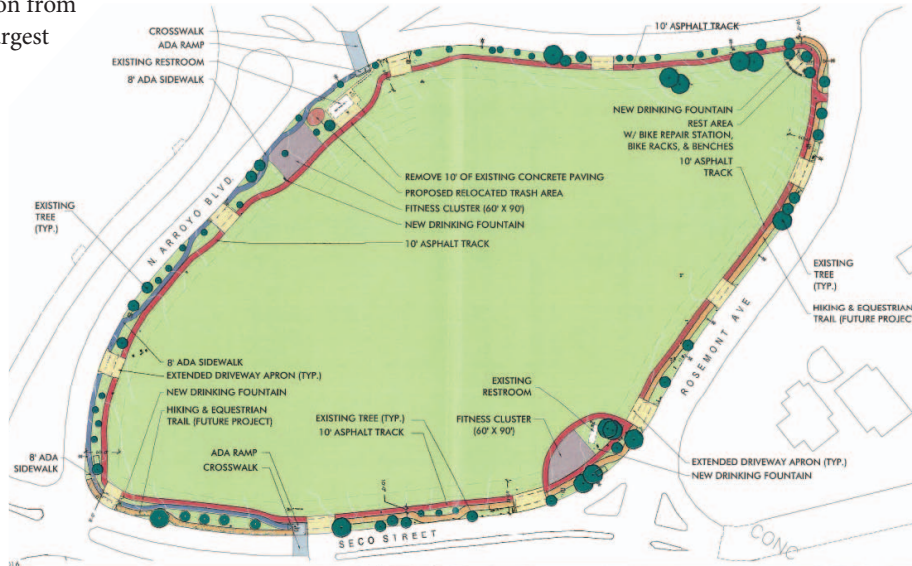 on from
argest
CROSSWALK
ADA RAMP
EXISTING RESTROOM
8' ADA SIDEWALK
10' ASPHALT TRACK
NEW DRINKING FOUNTAIN
REST AREA
W/ BIKE REPAIR STATION,
BIKE RACKS, & BENCHES
10' ASPHALT
TRACK
REMOVE 10' OF EXISTING CONCRETE PAVING
PROPOSED RELOCATED TRASH AREA
FITNESS CLUSTER (60' X 90')
NEW DRINKING FOUNTAIN
10' ASPHALT TRACK
EXISTING
TREE
(TYP.)
N. ARROYO BLVD.
EXISTING
TREE
(TYP.)
HIKING & EQUESTRIAN
TRAIL (FUTURE PROJECT
ROSEMONT AVE
8' ADA SIDEWALK
EXTENDED DRIVEWAY APRON (TYP.)
NEW DRINKING FOUNTAIN
HIKING & EQUESTRIAN
TRAIL (FUTURE PROJECT)
EXISTING
RESTROOM
FITNESS CLUSTER
(60' X 90')
EXISTING TREE (TYP.)
10' ASPHALT TRACK
8' ADA
SIDEWALK
ADA RAMP
CROSSWALK
EXTENDED DRIVEWAY APRON (TYP.)
NEW DRINKING FOUNTAIN
SECO STREET
CONC